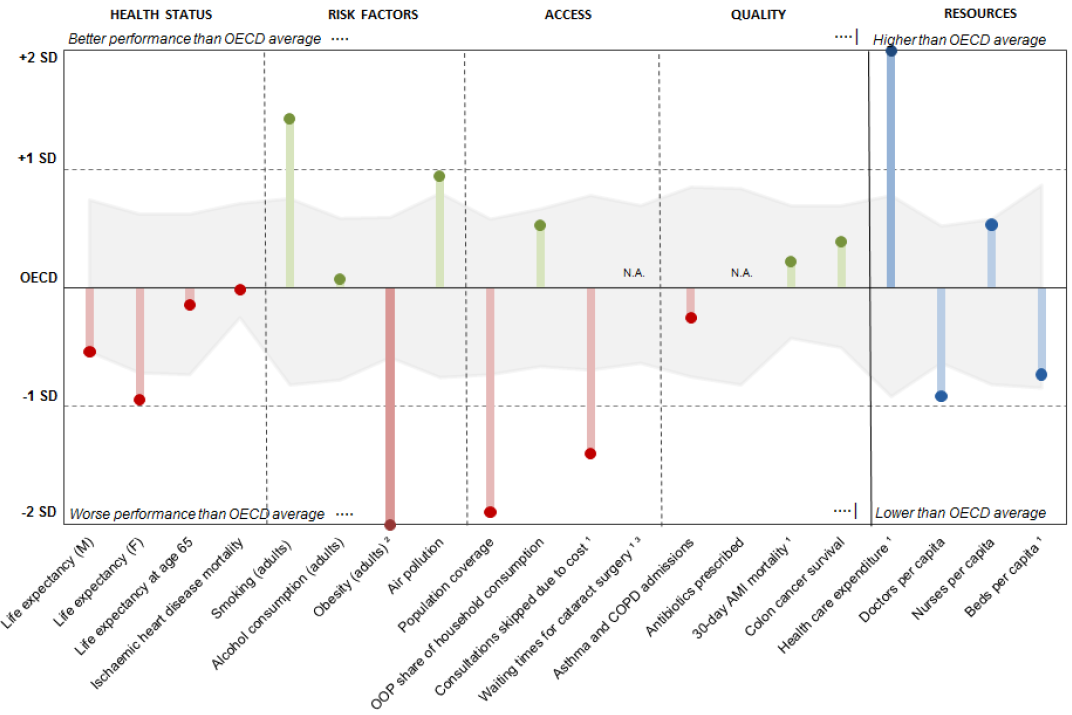 HEALTH STATUS
RISK FACTORS
ACCESS
QUALITY
RESOURCES
Better performance than OECD average ····
····|
Higher than OECD average
+2 SD
+1 SD
OECD
-1 SD
-2 SD
N.A.
N.A.
Worse performance than OECD average ····
····|
Lower than OECD average
Life expectancy (M)
Life expectancy (F)
Life expectancy at age 65
Ischaemic heart disease mortality
Smoking (adults)
Alcohol consumption (adults)
Obesity (adults) ²
Air pollution
Population coverage
OOP share of household consumption
Consultations skipped due to cost ¹
Waiting times for cataract surgery ¹ ³
Asthma and COPD admissions
Antibiotics prescribed
30-day AMI mortality ¹
Colon cancer survival
Health care expenditure ¹
Doctors per capita
Nurses per capita
Beds per capita ¹